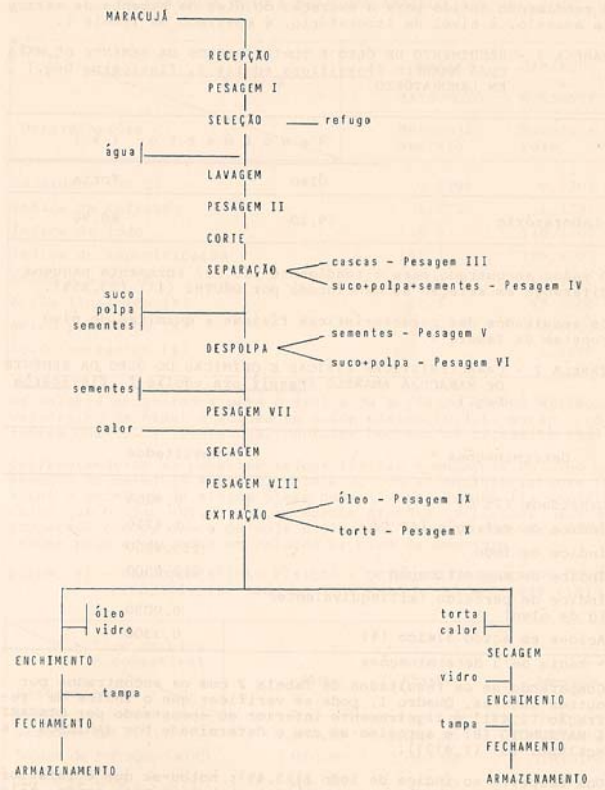 MARACUJÁ
RECEPÇÃO
PESAGEM I
SELEÇÃO
refugo
água
LAVAGEM
PESAGEM II
CORTE
SEPARAÇÃO
cascas - Pesagem III
suco+polpa+sementes - Pesagem IV
suco
polpa
sementes
DESPOLPA
sementes - Pesagem V
suco+polpa - Pesagem VI
sementes
PESAGEM VII
calor
SECAGEM
PESAGEM VIII
EXTRAÇÃO
óleo - Pesagem IX
torta - Pesagem X
óleo
vidro
ENCHIMENTO
tampa
FECHAMENTO
ARMAZENAMENTO
torta
calor
SECAGEM
vidro
ENCHIMENTO
tampa
FECHAMENTO
ARMAZENAMENTO